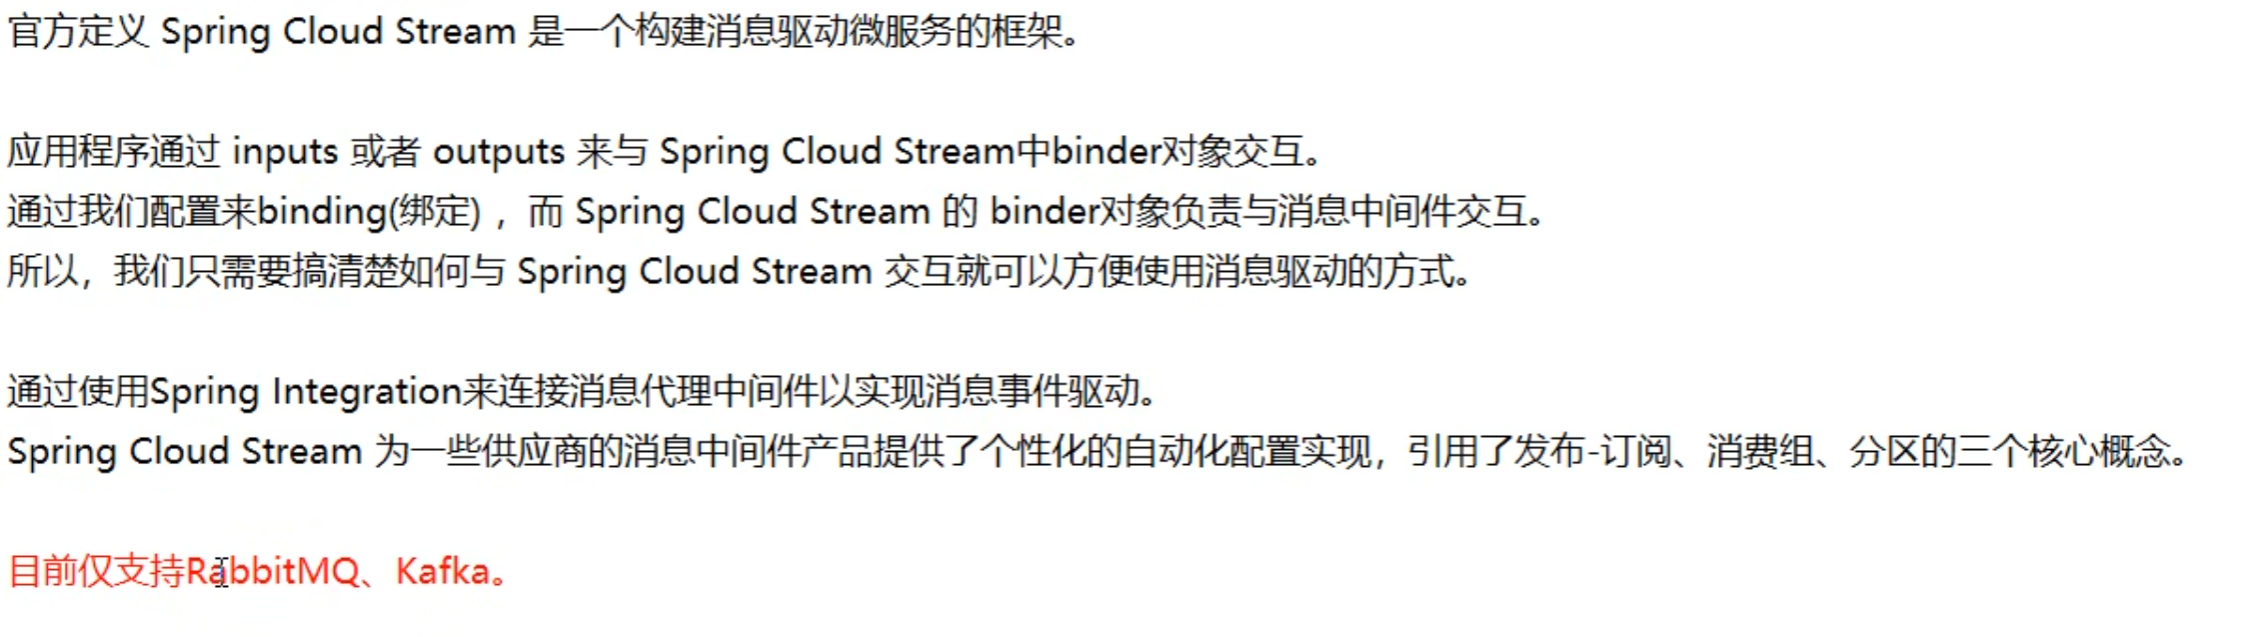 官方定义 Spring Cloud Stream 是一个构建消息驱动微服务的框架。
应用程序通过 inputs 或者 outputs 来与 Spring Cloud Stream中binder对象交互。
通过我们配置来binding(绑定) ，而 Spring Cloud Stream 的 binder对象负责与消息中间件交互。
所以，我们只需要搞清楚如何与 Spring Cloud Stream 交互就可以方便使用消息驱动的方式。
通过使用Spring Integration来连接消息代理中间件以实现消息事件驱动。
Spring Cloud Stream 为一些供应商的消息中间件产品提供了个性化的自动化配置实现，引用了发布-订阅、消费组、分区的三个核心概念。
目前仅支持RabbitMQ、Kafka。